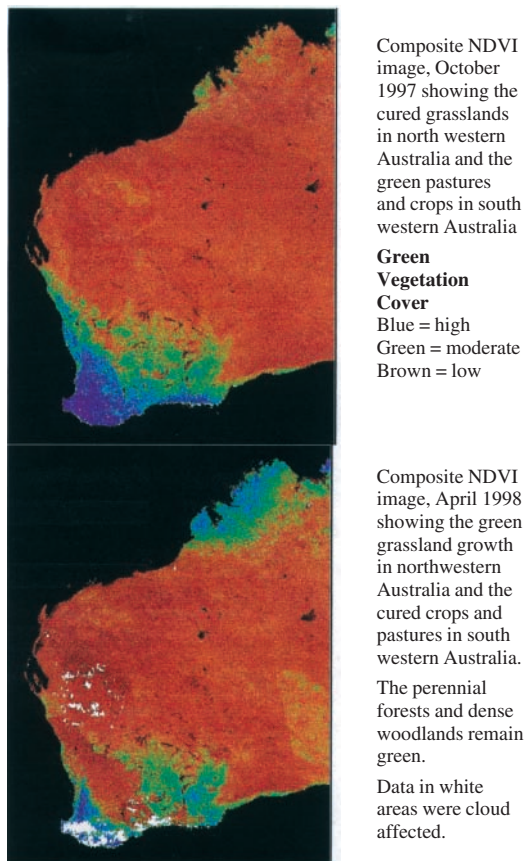 Composite NDVI
image, October
1997 showing the
cured grasslands
in north western
Australia and the
green pastures
and crops in south
western Australia
Green
Vegetation
Cover
Blue = high
Green = moderate
Brown = low
Composite NDVI
image, April 1998
showing the green
grassland growth
in northwestern
Australia and the
cured crops and
pastures in south
western Australia.
The perennial
forests and dense
woodlands remain
green.
Data in white
areas were cloud
affected.